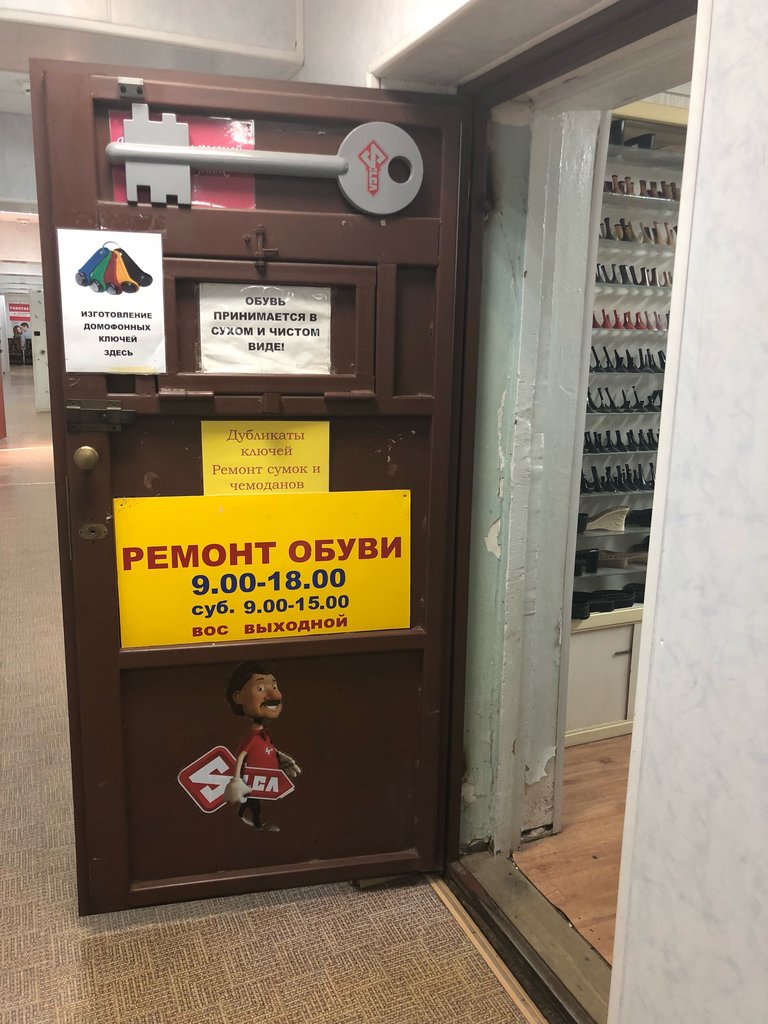 SILCA
ИЗГОТОВЛЕНИЕ
ДОМОФОННЫХ
КЛЮЧЕЙ
ЗДЕСЬ
ОБУВЬ
ПРИНИМАЕТСЯ В
СУХОМ И ЧИСТОМ
ВИДЕ!
Дубликаты
ключей
Ремонт сумок и
чемоданов
РЕМОНТ ОБУВИ
9.00-18.00
суб. 9.00-15.00
вос выходной
SILCA